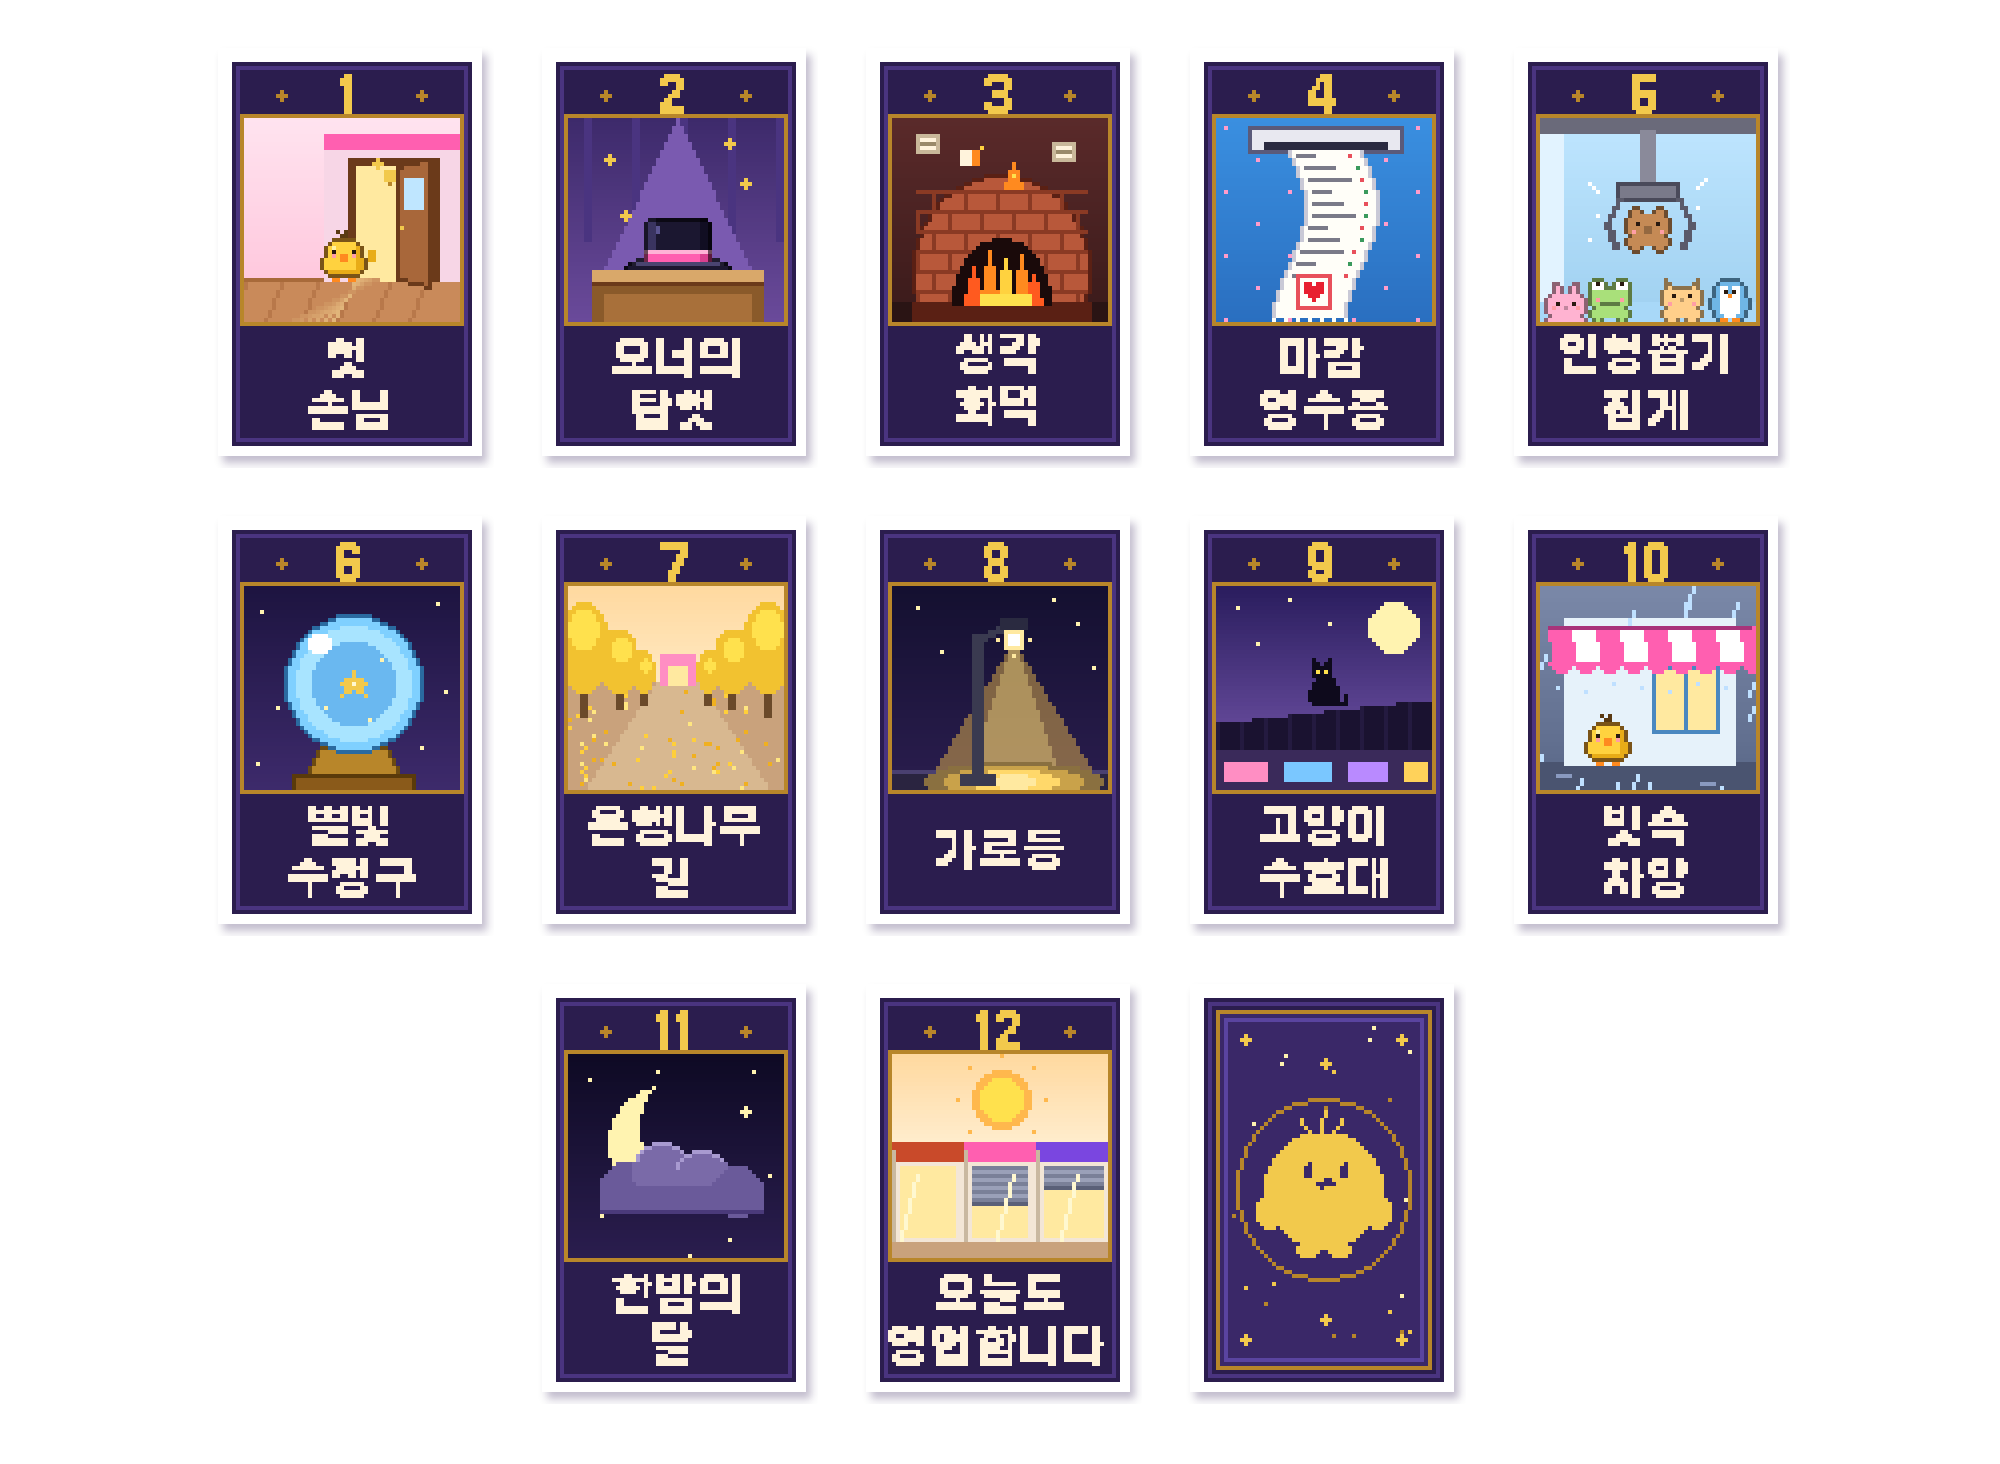 1
첫
손님
2
오너의
탑햇
3
생각
화덕
4
마감
영수증
5
인형뽑기
집게
6
별빛
수정구
7
은행나무
길
8
가로등
9
고양이
수호대
10
빗속
차양
11
한밤의
달
12
오늘도
영업합니다